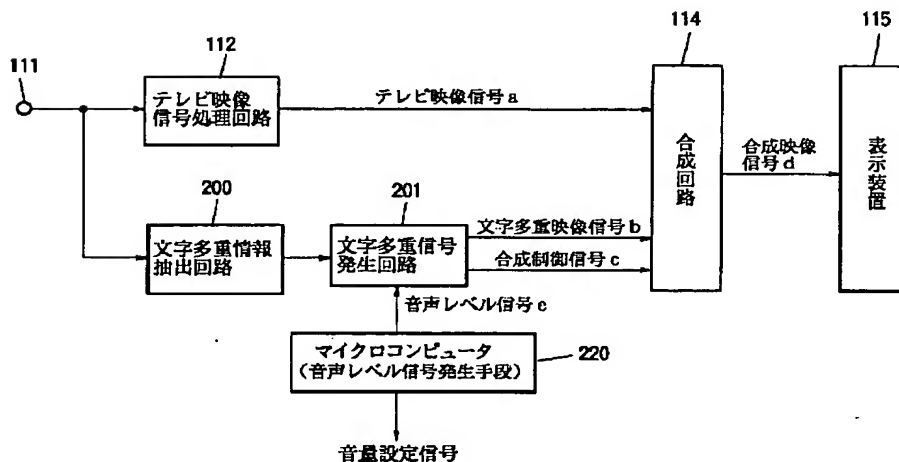 111
112
テレビ映像
信号処理回路
テレビ映像信号a
114
合成回路
合成映像
信号d
115
表示装置
200
文字多重情報
抽出回路
201
文字多重信号
発生回路
文字多重映像信号b
合成制御信号c
音声レベル信号e
マイクロコンピュータ
(音声レベル信号発生手段)
220
音量設定信号